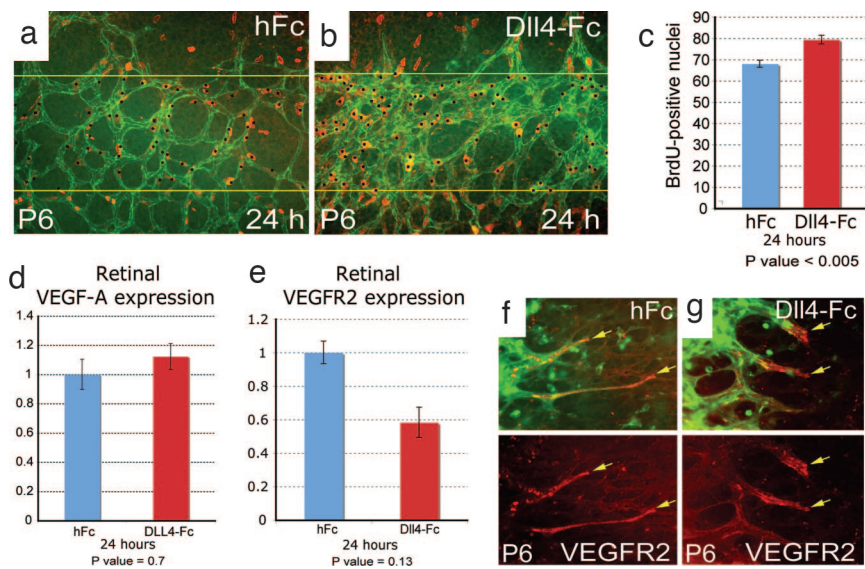 a
hFc
P6
24 h
b
Dll4-Fc
P6
24 h
c
BrdU-positive nuclei
90
80
70
60
50
40
30
20
10
0
hFc Dll4-Fc
24 hours
P value < 0.005
d
Retinal
VEGF-A expression
1.4
1.2
1
0.8
0.6
0.4
0.2
0
hFc DLL4-Fc
24 hours
P value = 0.7
e
Retinal
VEGFR2 expression
1.2
1
0.8
0.6
0.4
0.2
0
hFc Dll4-Fc
24 hours
P value = 0.13
f
hFc
P6 VEGFR2
g
Dll4-Fc
P6 VEGFR2